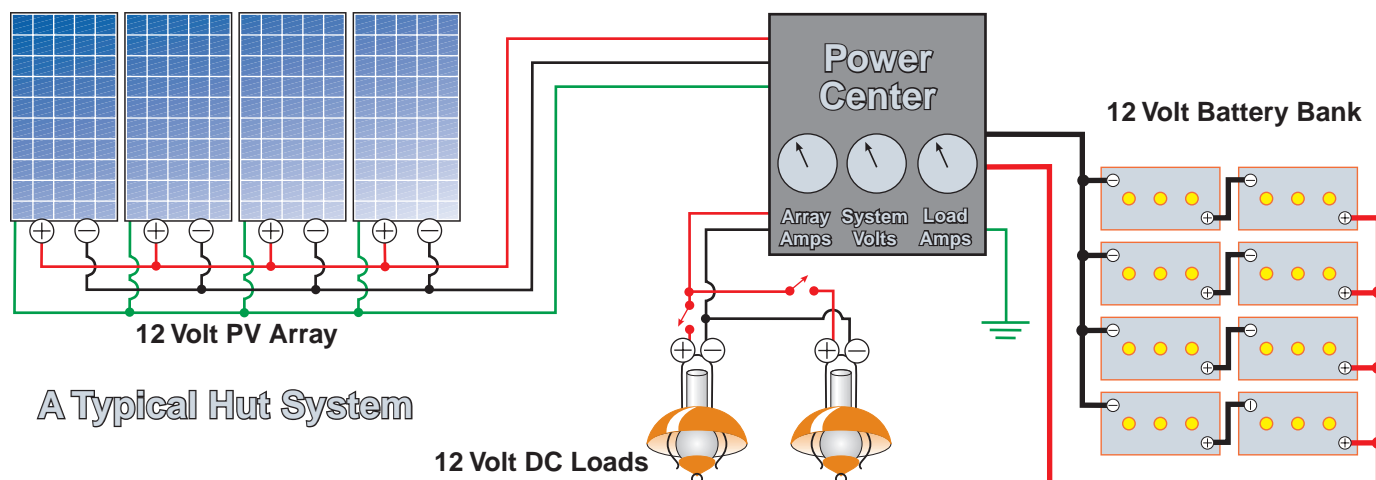 Power
Center
12 Volt Battery Bank
Array
Amps
System
Volts
Load
Amps
12 Volt PV Array
A Typical Hut System
12 Volt DC Loads